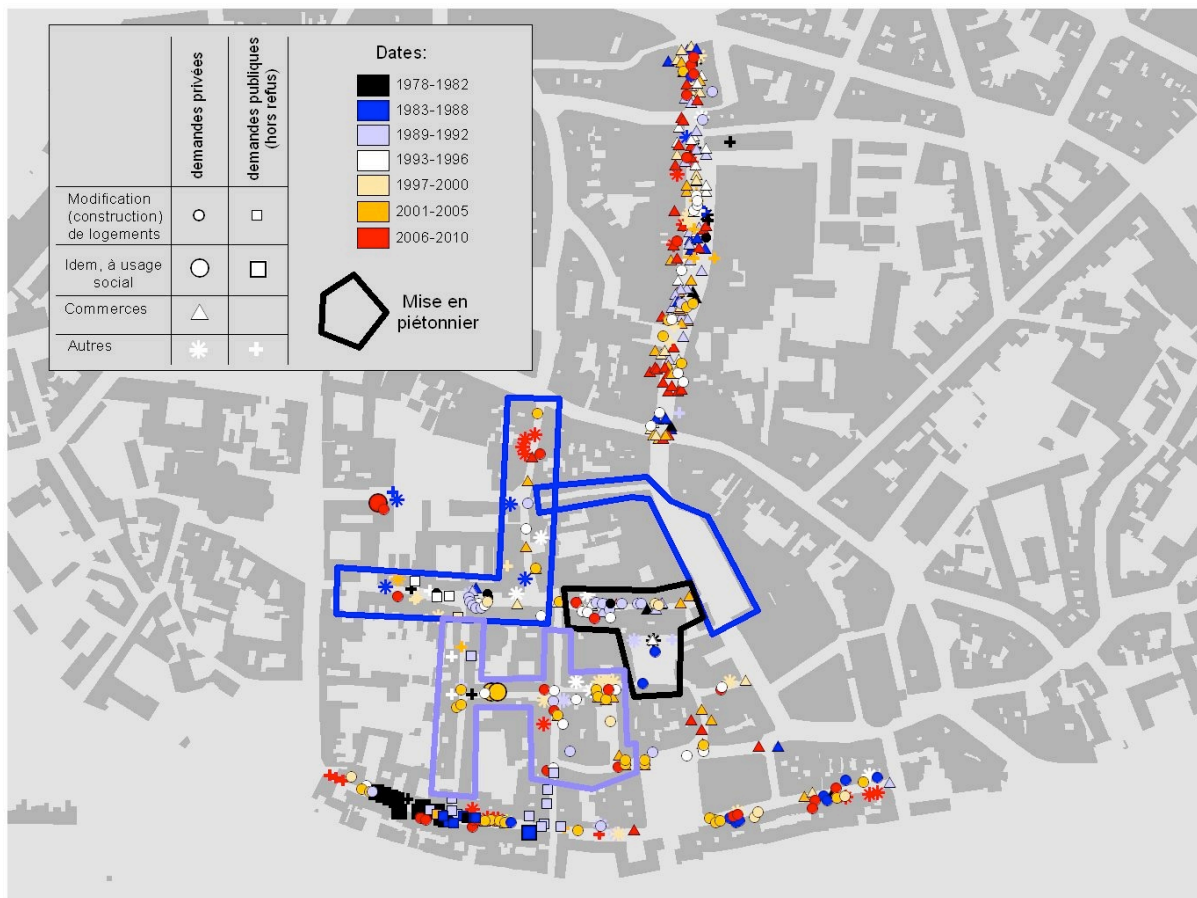 demandes privées
demandes publiques
(hors refus)
Modification
(construction)
de logements
Idem, à usage
social
Commerces
Autres
Dates:
1978-1982
1983-1988
1989-1992
1993-1996
1997-2000
2001-2005
2006-2010
Mise en
piétonnier